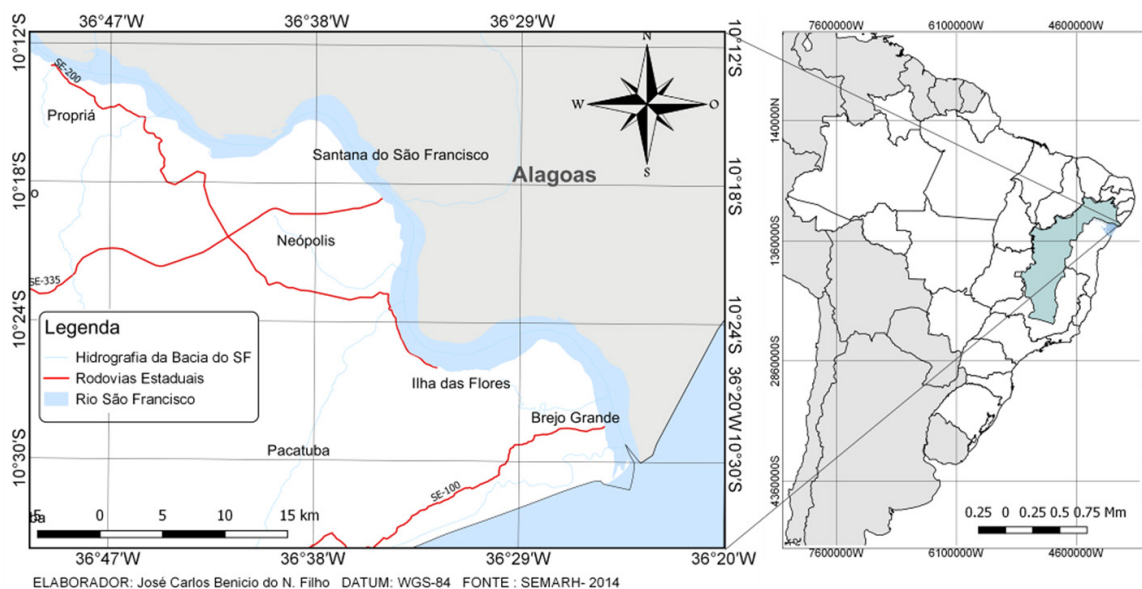 36°47'W 36°38'W 36°29'W
10°12'S
10°12'S
SE-200
Propriá
N
W
O
S
Santana do São Francisco
Alagoas
10°18'S
10°18'S
o
Neópolis
SE-335
10°24'S
10°24'S
Legenda
Hidrografia da Bacia do SF
Rodovias Estaduais
Rio São Francisco
Ilha das Flores
36°20'W
Brejo Grande
Pacatuba
10°30'S
10°30'S
SE-100
ba
5 0 5 10 15 km
36°47'W 36°38'W 36°29'W 36°20'W
ELABORADOR: José Carlos Benicio do N. Filho DATUM: WGS-84 FONTE : SEMARH- 2014
7600000W 6100000W 4600000W
140000N
1360000S
2860000S
4360000S
0.25 0 0.25 0.5 0.75 Mm
7600000W 6100000W 4600000W